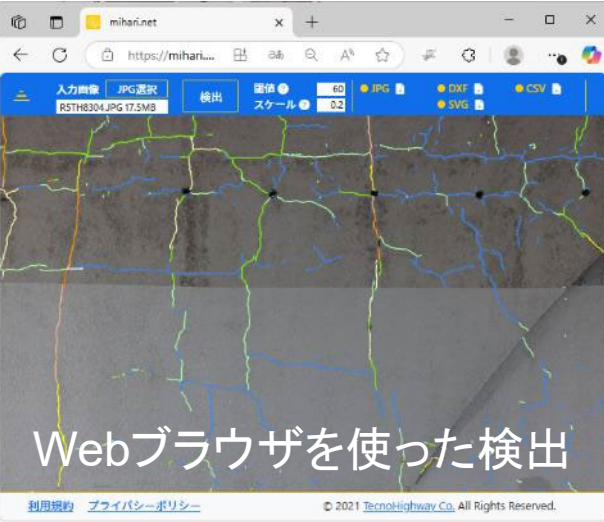 mihari.net
https://mihari....
入力画像 JPG選択 検出 閾値 60 JPG DXF CSV
R5TH8304.JPG 17.5MB スケール 0.2 SVG
Webブラウザを使った検出
利用規約 プライバシーポリシー © 2021 TecnoHighway Co. All Rights Reserved.